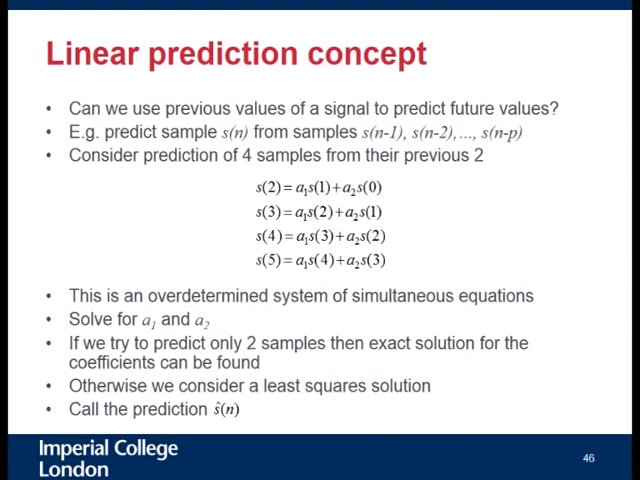 Linear prediction concept
• Can we use previous values of a signal to predict future values?
• E.g. predict sample s(n) from samples s(n-1), s(n-2),..., s(n-p)
• Consider prediction of 4 samples from their previous 2
s(2) = a₁s(1) + a₂s(0)
s(3) = a₁s(2) + a₂s(1)
s(4) = a₁s(3) + a₂s(2)
s(5) = a₁s(4) + a₂s(3)
• This is an overdetermined system of simultaneous equations
• Solve for a₁ and a₂
• If we try to predict only 2 samples then exact solution for the
coefficients can be found
• Otherwise we consider a least squares solution
• Call the prediction ŝ(n)
Imperial College
London
46